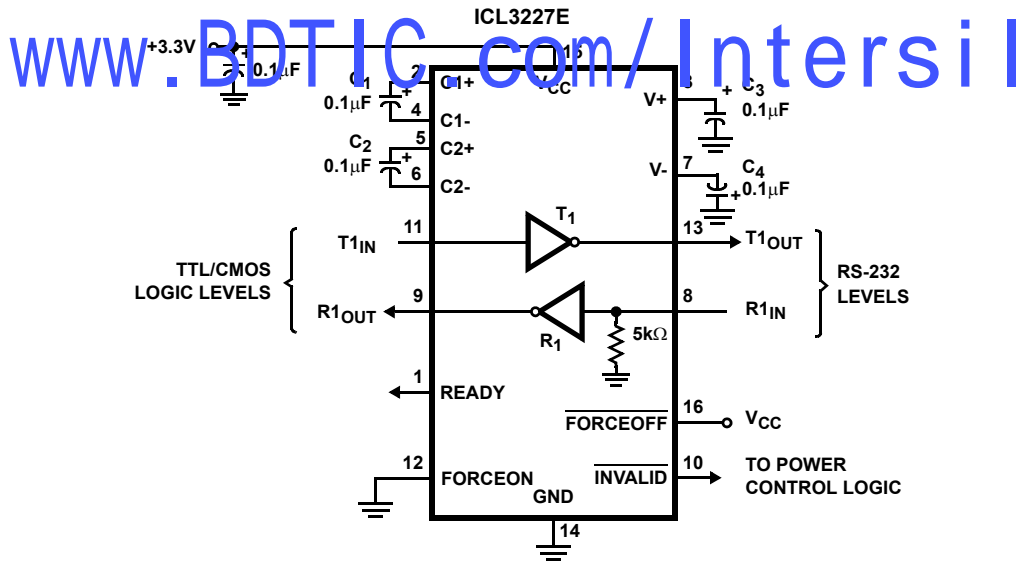 ICL3227E
www.BDTIC.com/Intersil
+3.3V
+
0.1μF
15
VCC
C1
0.1μF
+
2
C1+
4
C1-
C2
0.1μF
+
5
C2+
6
C2-
V+
+ C3
0.1μF
V-
7
C4
+ 0.1μF
T1
T1IN
11
13
T1OUT
TTL/CMOS
LOGIC LEVELS
RS-232
LEVELS
R1OUT
9
R1
5kΩ
8
R1IN
1
READY
FORCEOFF
16
VCC
12
FORCEON
INVALID
10
TO POWER
CONTROL LOGIC
GND
14